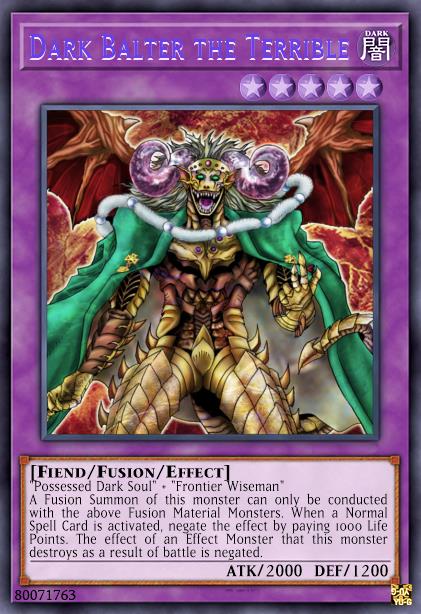 Dark Balter the Terrible
DARK
闇
[Fiend/Fusion/Effect]
"Possessed Dark Soul" + "Frontier Wiseman"
A Fusion Summon of this monster can only be conducted
with the above Fusion Material Monsters. When a Normal
Spell Card is activated, negate the effect by paying 1000 Life
Points. The effect of an Effect Monster that this monster
destroys as a result of battle is negated.
ATK/2000 DEF/1200
80071763